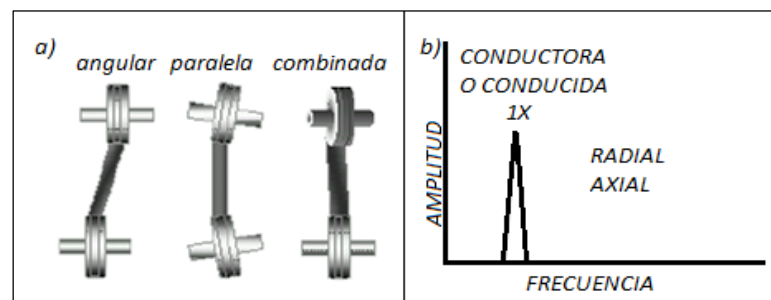 a)
angular paralela combinada
b)
CONDUCTORA
O CONDUCIDA
1X
RADIAL
AXIAL
AMPLITUD
FRECUENCIA